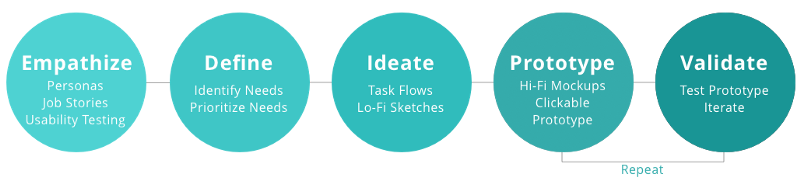 Empathize
Personas
Job Stories
Usability Testing
Define
Identify Needs
Prioritize Needs
Ideate
Task Flows
Lo-Fi Sketches
Prototype
Hi-Fi Mockups
Clickable
Prototype
Validate
Test Prototype
Iterate
Repeat